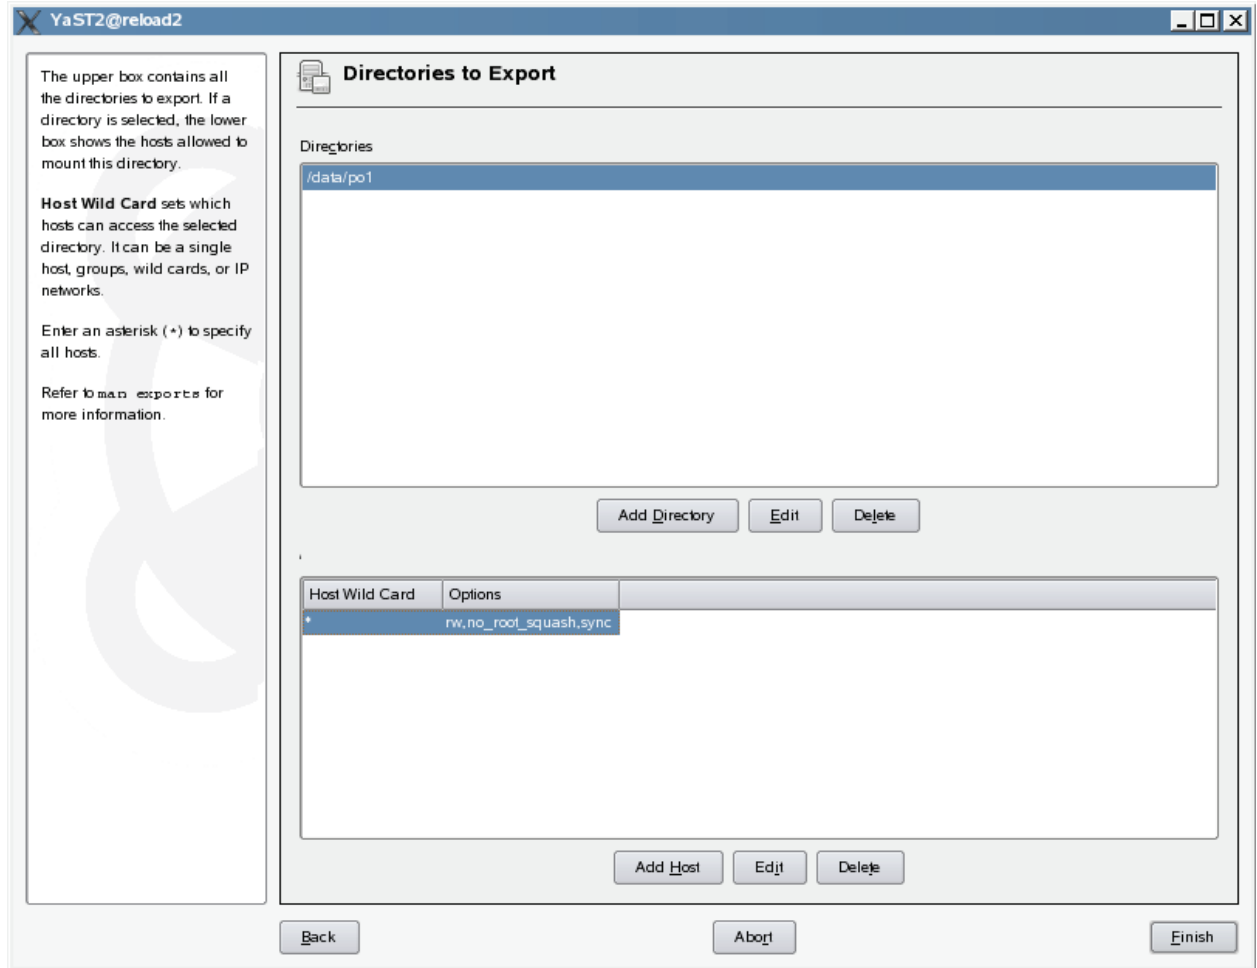 YaST2@reload2
The upper box contains all
the directories to export. If a
directory is selected, the lower
box shows the hosts allowed to
mount this directory.
Host Wild Card sets which
hosts can access the selected
directory. It can be a single
host, groups, wild cards, or IP
networks.
Enter an asterisk (*) to specify
all hosts.
Refer to man exports for
more information.
Directories to Export
Directories
/data/po1
Add Directory Edit Delete
Host Wild Card Options
* rw,no_root_squash,sync
Add Host Edit Delete
Back Abort Finish